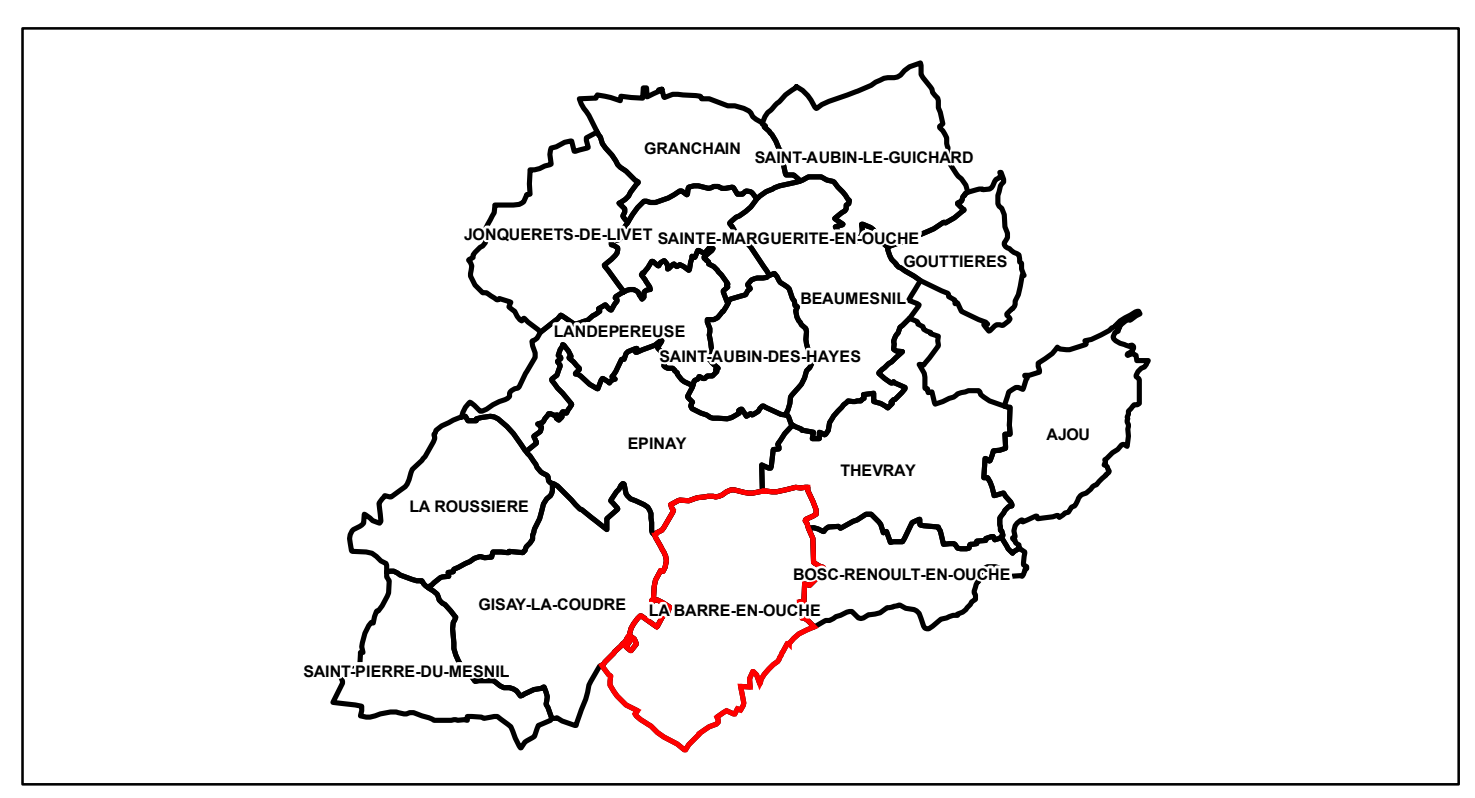 GRANCHAIN
SAINT-AUBIN-LE-GUICHARD
JONQUERETS-DE-LIVET
SAINTE-MARGUERITE-EN-OUCHE
GOUTTIERES
BEAUMESNIL
LANDEPEREUSE
SAINT-AUBIN-DES-HAYES
AJOU
EPINAY
THEVRAY
LA ROUSSIERE
BOSC-RENOULT-EN-OUCHE
GISAY-LA-COUDRE
LA BARRE-EN-OUCHE
SAINT-PIERRE-DU-MESNIL